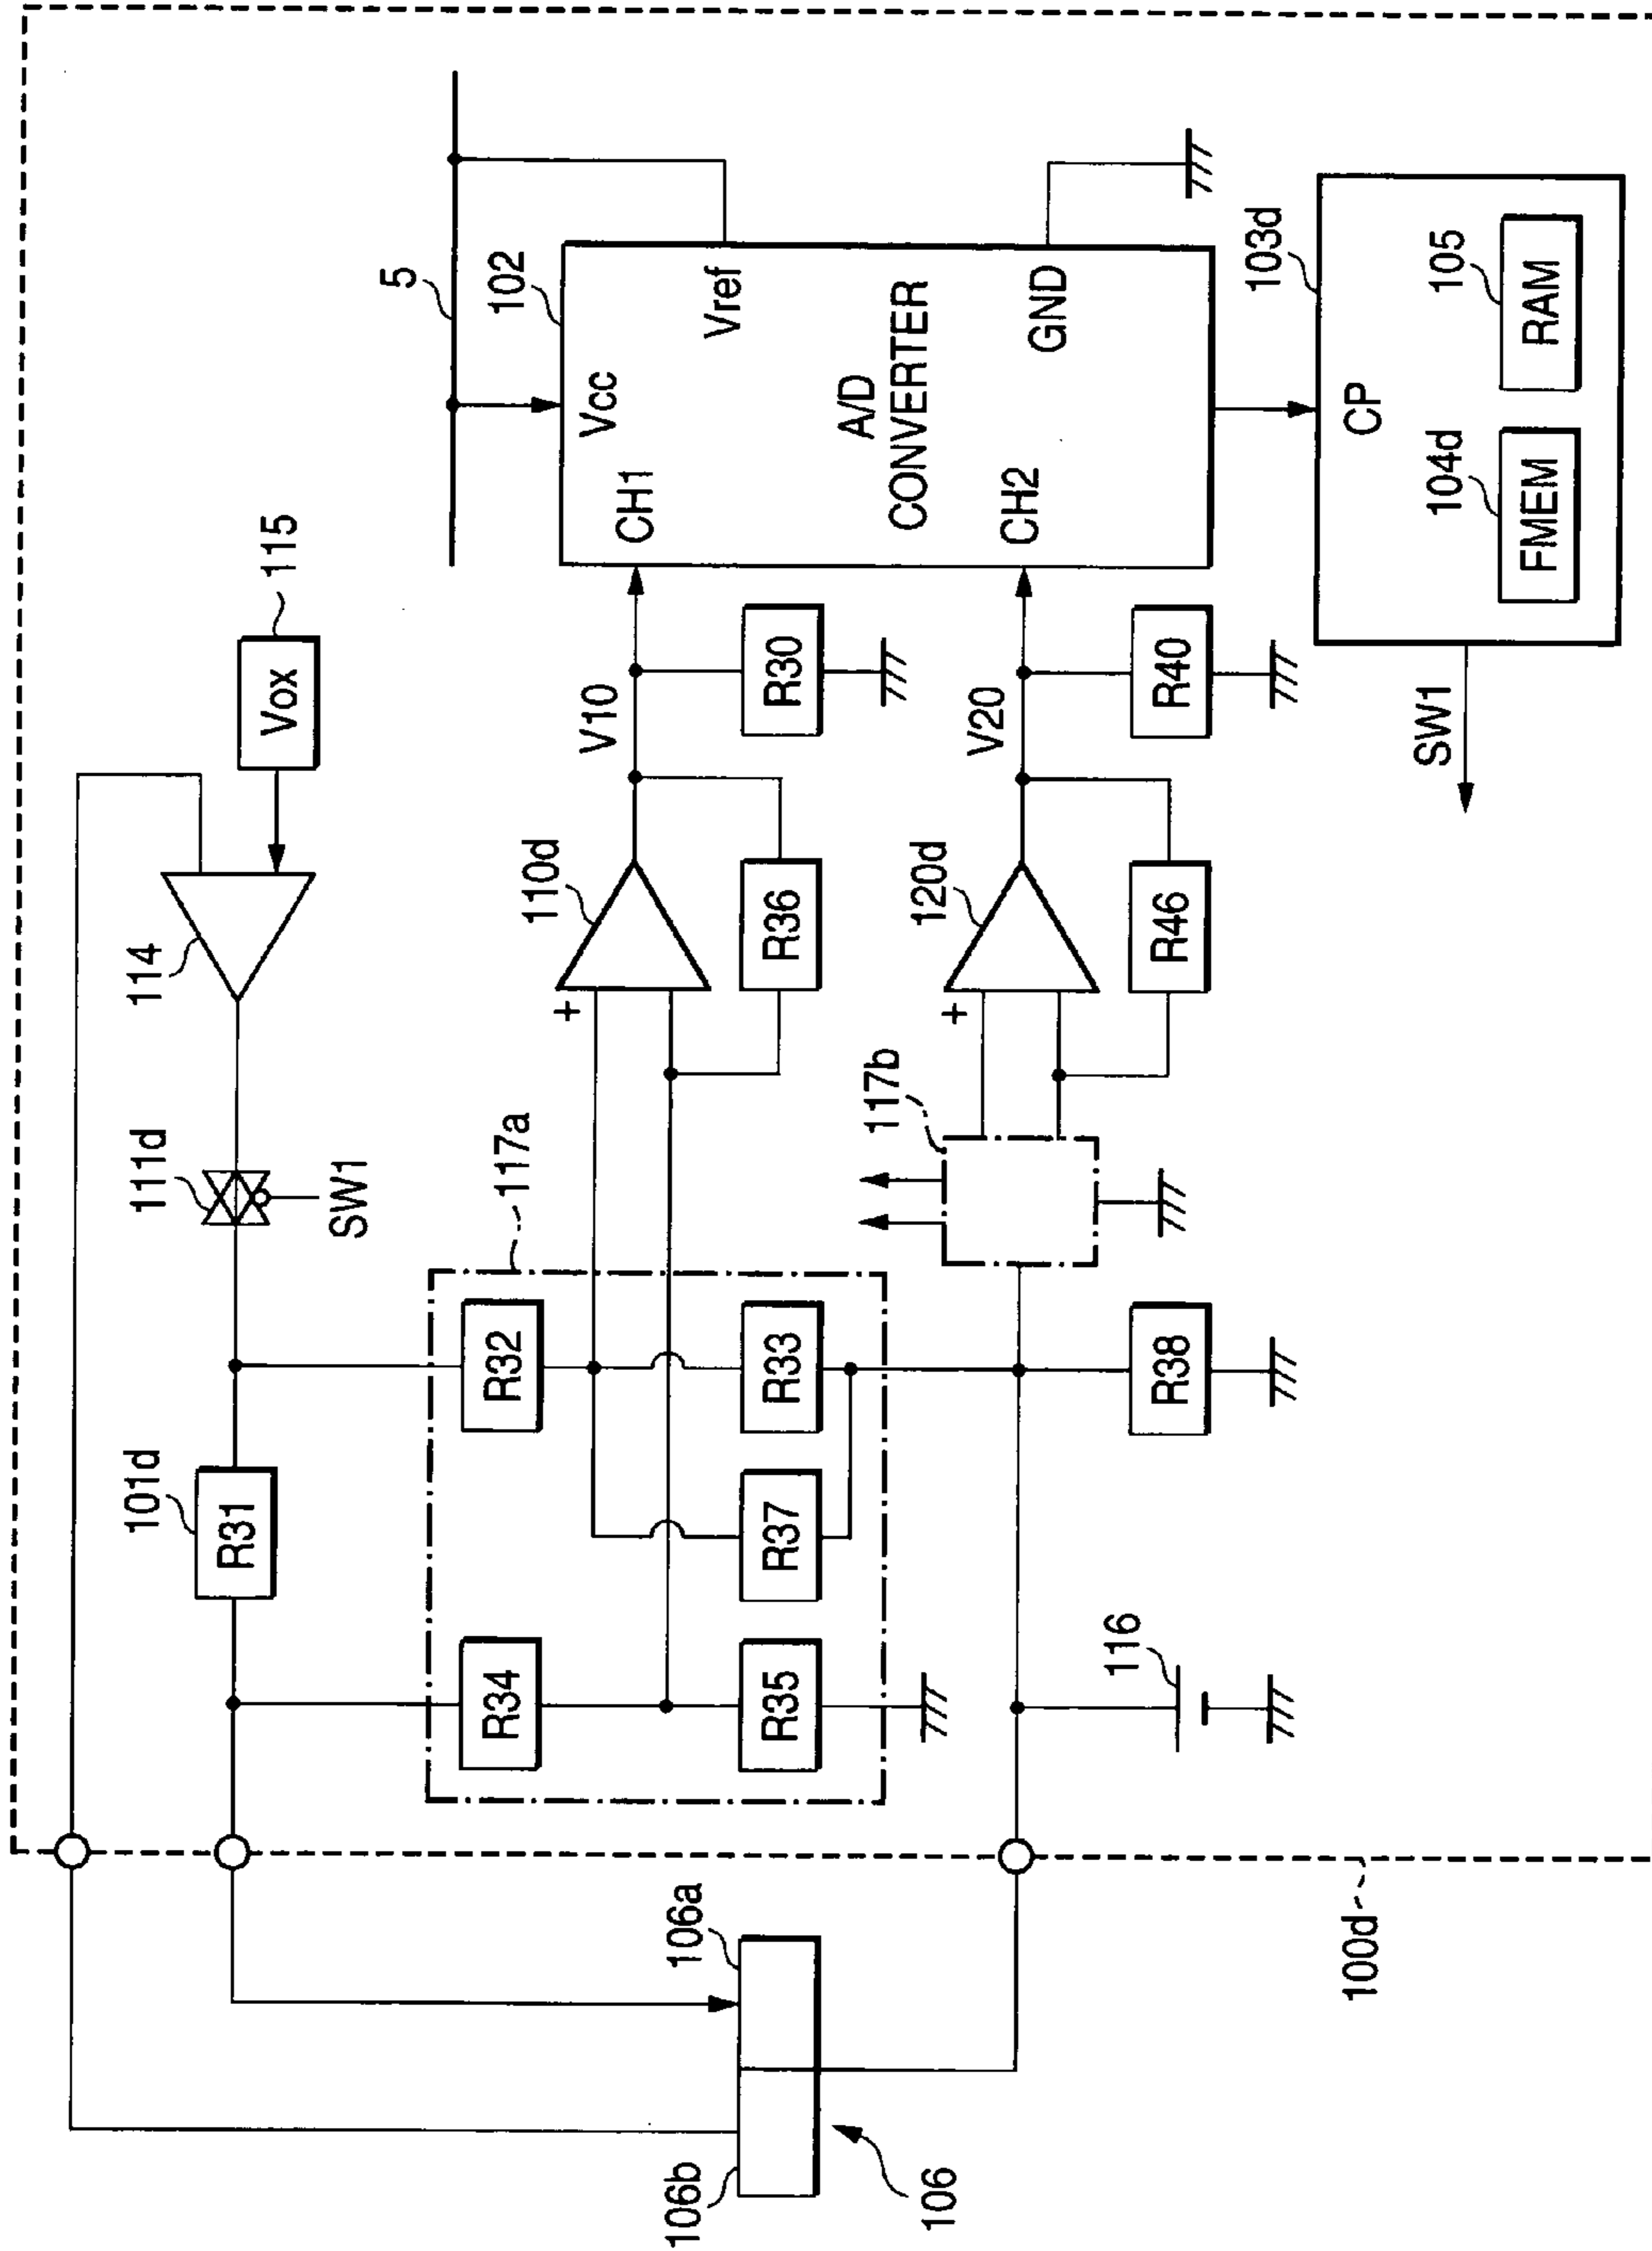 5
102
115
Vox
114
111d
SW1
101d
R31
Vcc
Vref
CH1
A/D
CONVERTER
CH2
GND
V10
R30
110d
+
R36
117a
R32
R34
R33
R37
R35
V20
R40
120d
+
R46
117b
R38
116
103d
CP
104d
FMEM
105
RAM
SW1
106a
106b
106
100d